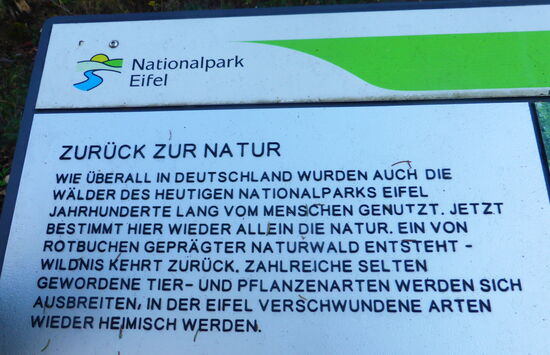 Nationalpark
Eifel
ZURÜCK ZUR NATUR
WIE ÜBERALL IN DEUTSCHLAND WURDEN AUCH DIE
WÄLDER DES HEUTIGEN NATIONALPARKS EIFEL
JAHRHUNDERTE LANG VOM MENSCHEN GENUTZT. JETZT
BESTIMMT HIER WIEDER ALLEIN DIE NATUR. EIN VON
ROTBUCHEN GEPRÄGTER NATURWALD ENTSTEHT -
WILDNIS KEHRT ZURÜCK. ZAHLREICHE SELTEN
GEWORDENE TIER- UND PFLANZENARTEN WERDEN SICH
AUSBREITEN, IN DER EIFEL VERSCHWUNDENE ARTEN
WIEDER HEIMISCH WERDEN.